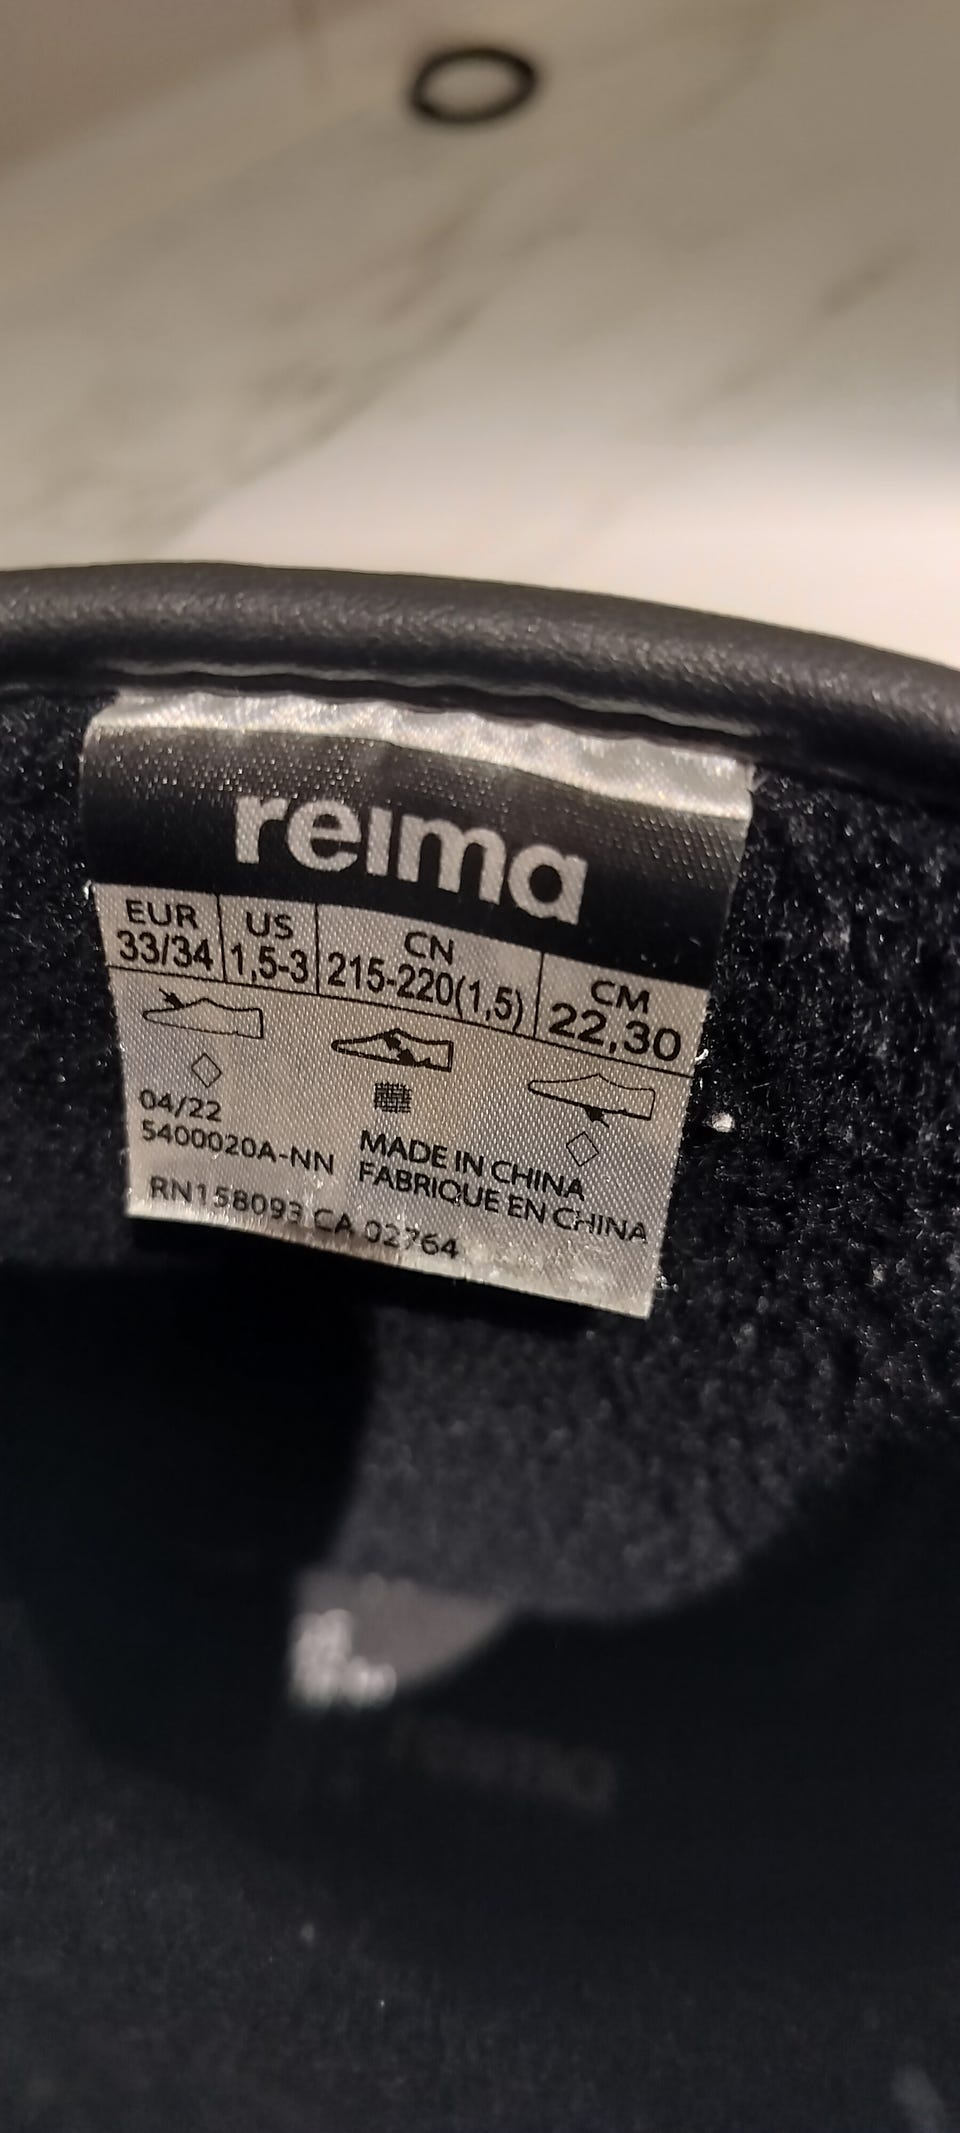 reima
EUR US CN CM
33/34 1,5-3 215-220(1,5) 22,30
04/22
5400020A-NN
MADE IN CHINA
FABRIQUE EN CHINA
RN158093 CA 02764